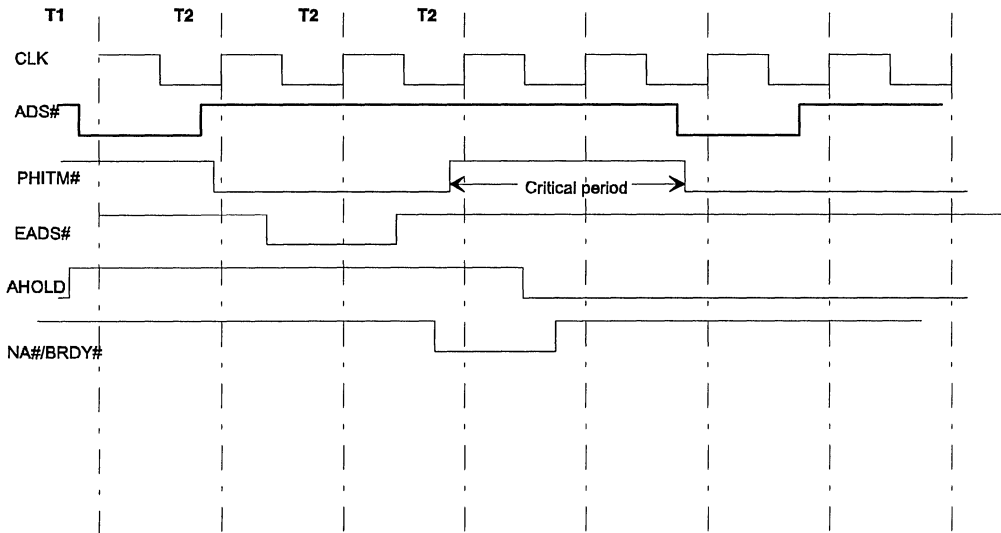 T1 T2 T2 T2
CLK
ADS#
PHITM#
Critical period
EADS#
AHOLD
NA#/BRDY#